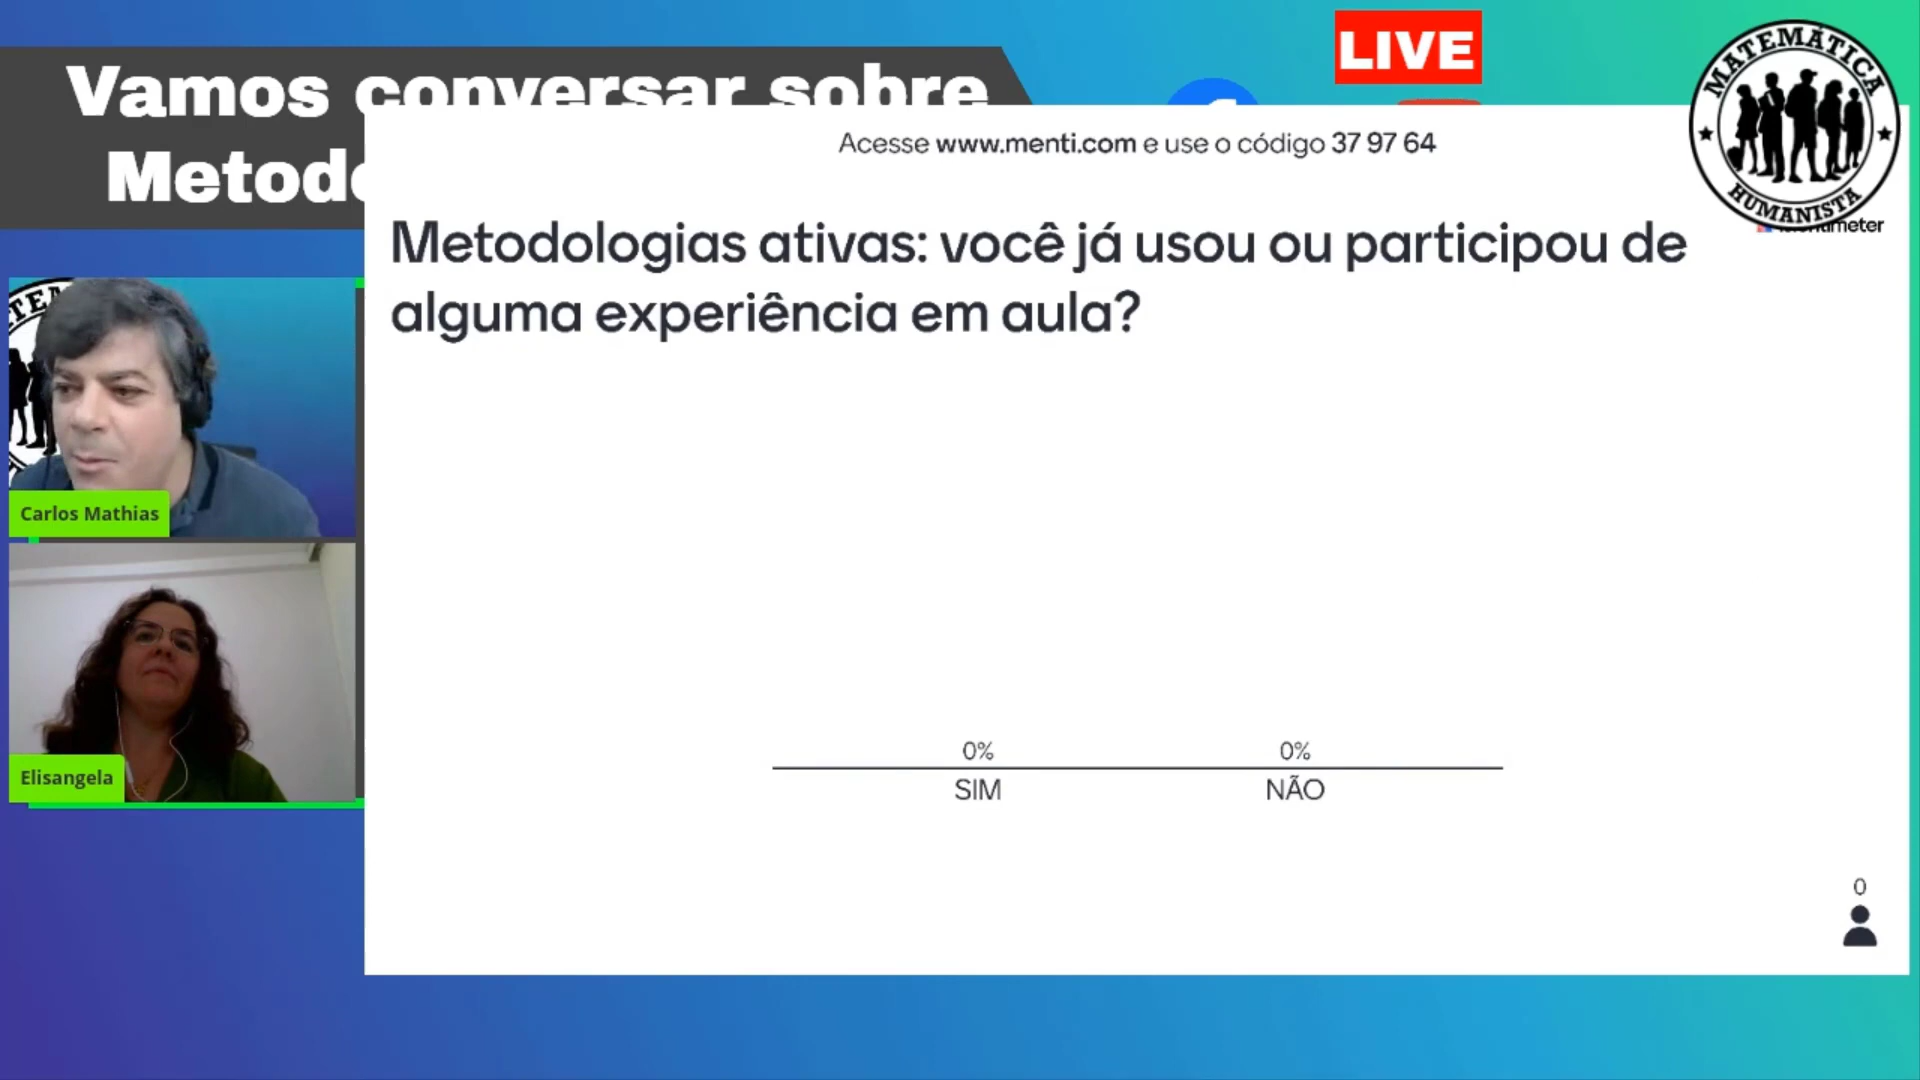 LIVE
Vamos conversar sobre
MATEMÁTICA
HUMANISTA
Acesse www.menti.com e use o código 37 97 64
Metodologias ativas: você já usou ou participou de
alguma experiência em aula?
Carlos Mathias
Elisangela
0% 0%
SIM NÃO
0